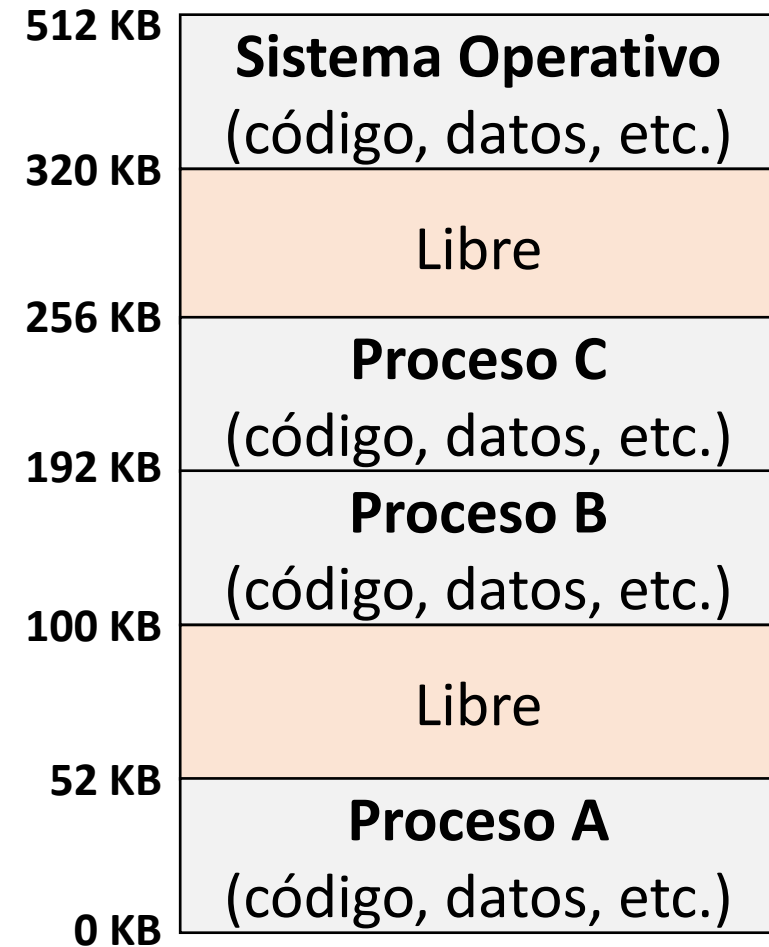 512 KB
Sistema Operativo
(código, datos, etc.)
320 KB
Libre
256 KB
Proceso C
(código, datos, etc.)
192 KB
Proceso B
(código, datos, etc.)
100 KB
Libre
52 KB
Proceso A
(código, datos, etc.)
0 KB